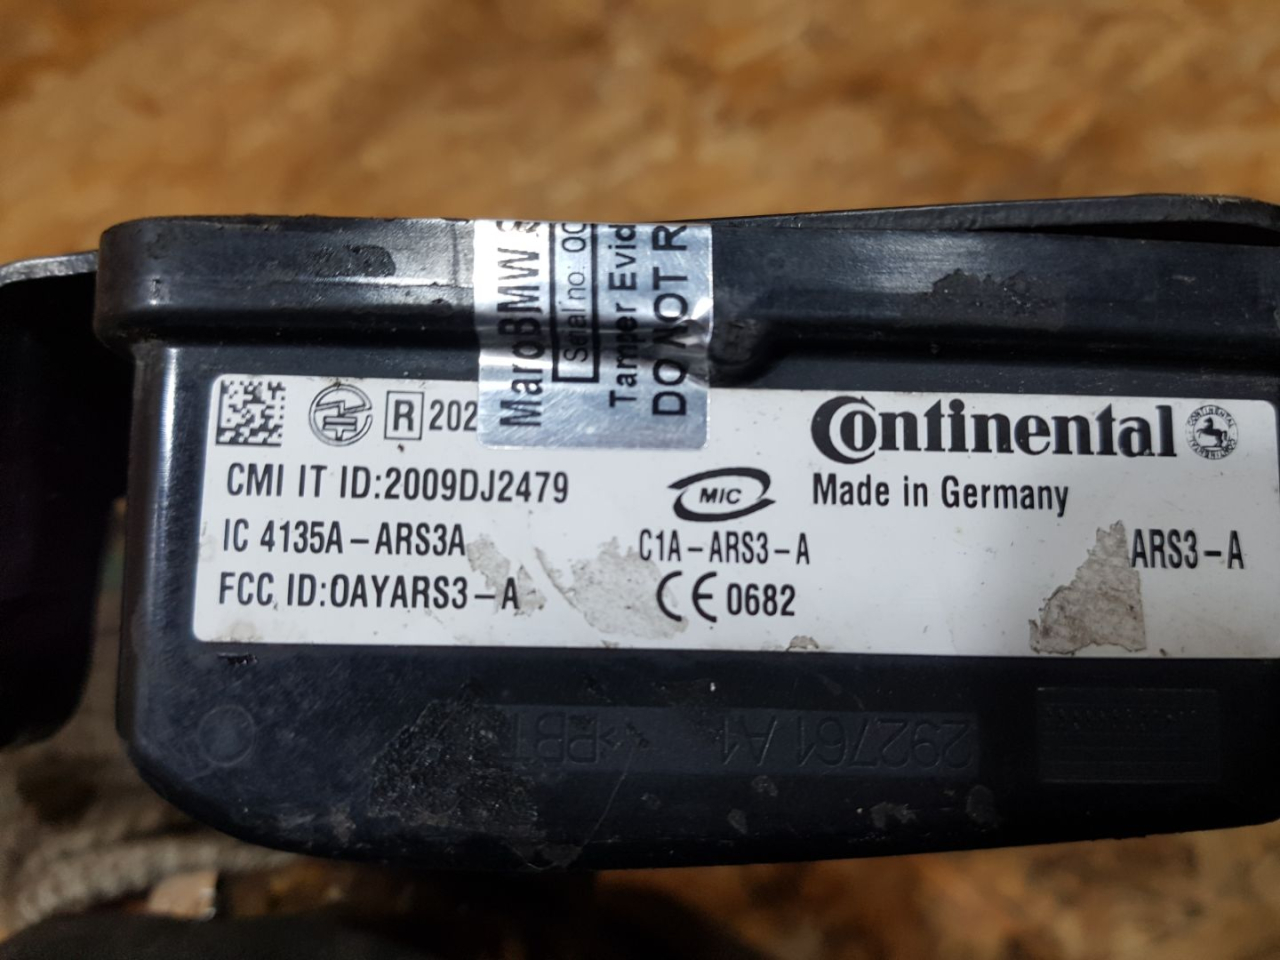 MaroBMW
Serial no: 00
Tamper Evid
DO NOT R
R 202
Continental
CMI IT ID:2009DJ2479
MIC
Made in Germany
IC 4135A-ARS3A
C1A-ARS3-A
ARS3-A
FCC ID:OAYARS3-A
CE 0682
292761 A1